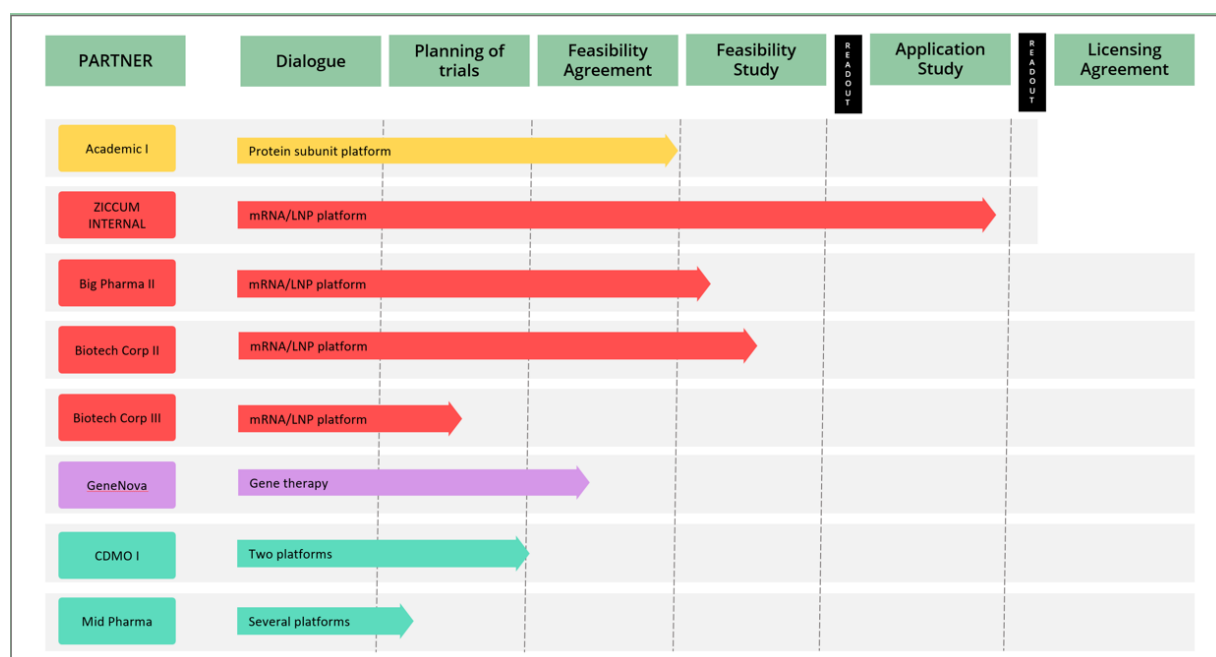 PARTNER
Dialogue
Planning of
trials
Feasibility
Agreement
Feasibility
Study
READOUT
Application
Study
READOUT
Licensing
Agreement
Academic I
Protein subunit platform
ZICCUM
INTERNAL
mRNA/LNP platform
Big Pharma II
mRNA/LNP platform
Biotech Corp II
mRNA/LNP platform
Biotech Corp III
mRNA/LNP platform
GeneNova
Gene therapy
CDMO I
Two platforms
Mid Pharma
Several platforms